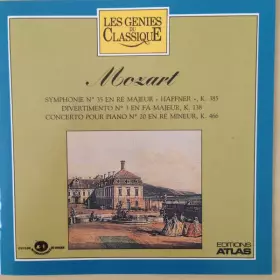 LES GENIES
DU
CLASSIQUE
Mozart
SYMPHONIE N° 35 EN RÉ MAJEUR « HAFFNER », K. 385
DIVERTIMENTO N° 3 EN FA MAJEUR, K. 138
CONCERTO POUR PIANO N° 20 EN RÉ MINEUR, K. 466
EDITIONS
ATLAS